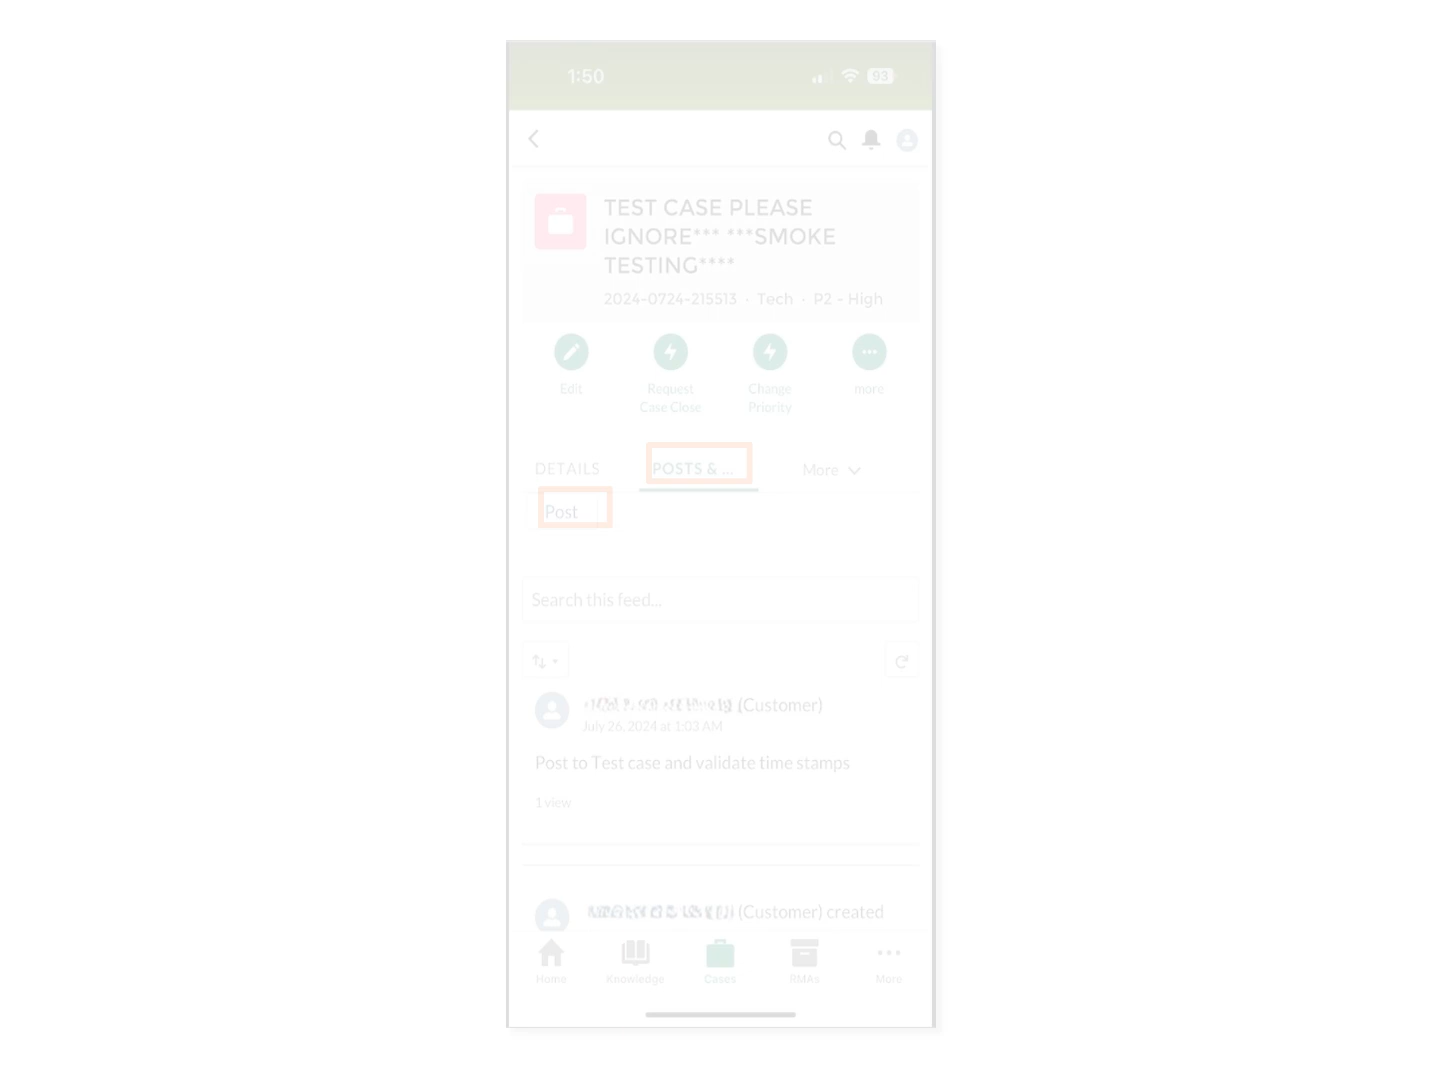 1:50
93
TEST CASE PLEASE
IGNORE*** ***SMOKE
TESTING****
2024-0724-215513 · Tech · P2 - High
Edit
Request
Case Close
Change
Priority
more
DETAILS
POSTS & ...
More
Post
Search this feed...
(Customer)
July 26, 2024 at 1:03 AM
Post to Test case and validate time stamps
1 view
(Customer) created
Home
Knowledge
Cases
RMAs
More